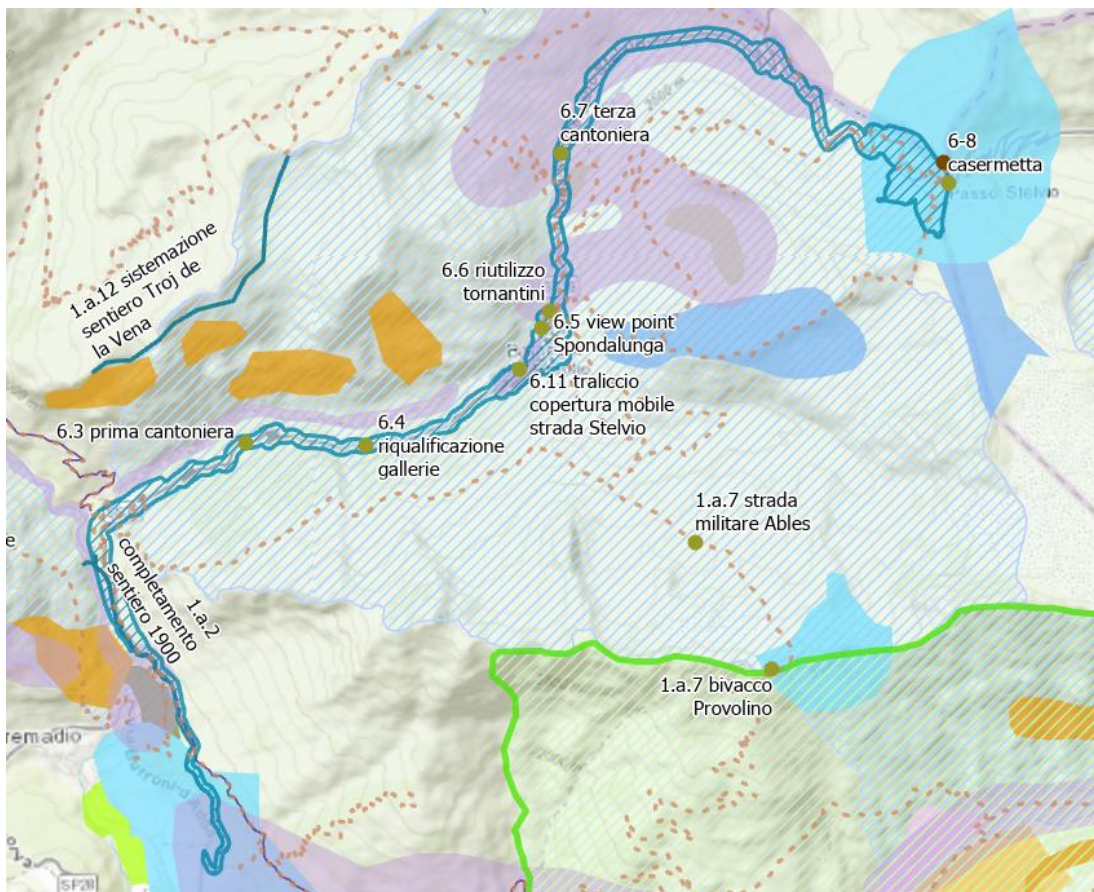 6.7 terza
cantoniera
6-8
casermetta
Passo Stelvio
1.a.12 sistemazione
sentiero Troj de
la Vena
6.6 riutilizzo
tornantini
6.5 view point
Spondalunga
6.11 traliccio
copertura mobile
strada Stelvio
6.3 prima cantoniera
6.4
riqualificazione
gallerie
1.a.7 strada
militare Ables
1.a.2
completamento
sentiero 1900
1.a.7 bivacco
Provolino
remadio
SP28